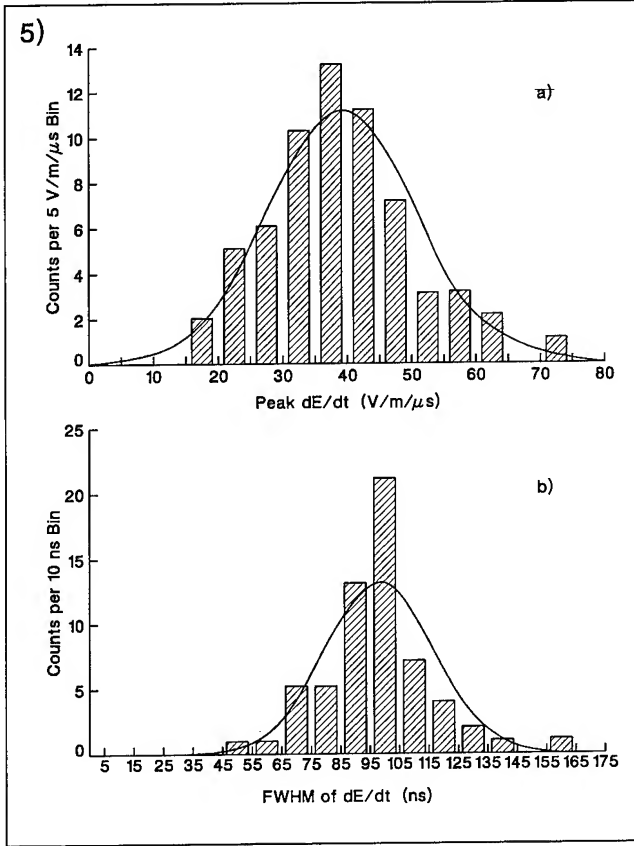 5)
a)
Counts per 5 V/m/μs Bin
14
12
10
8
6
4
2
0
0 10 20 30 40 50 60 70 80
Peak dE/dt (V/m/μs)
b)
Counts per 10 ns Bin
25
20
15
10
5
0
5 15 25 35 45 55 65 75 85 95 105 115 125 135 145 155 165 175
FWHM of dE/dt (ns)